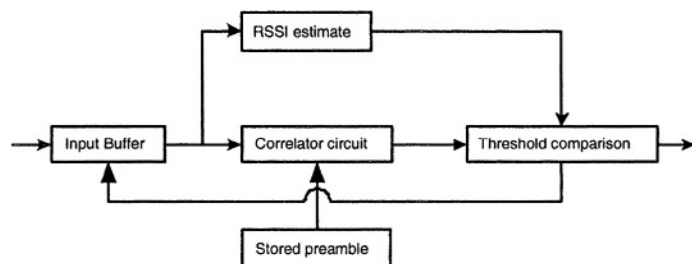 RSSI estimate
Input Buffer
Correlator circuit
Threshold comparison
Stored preamble